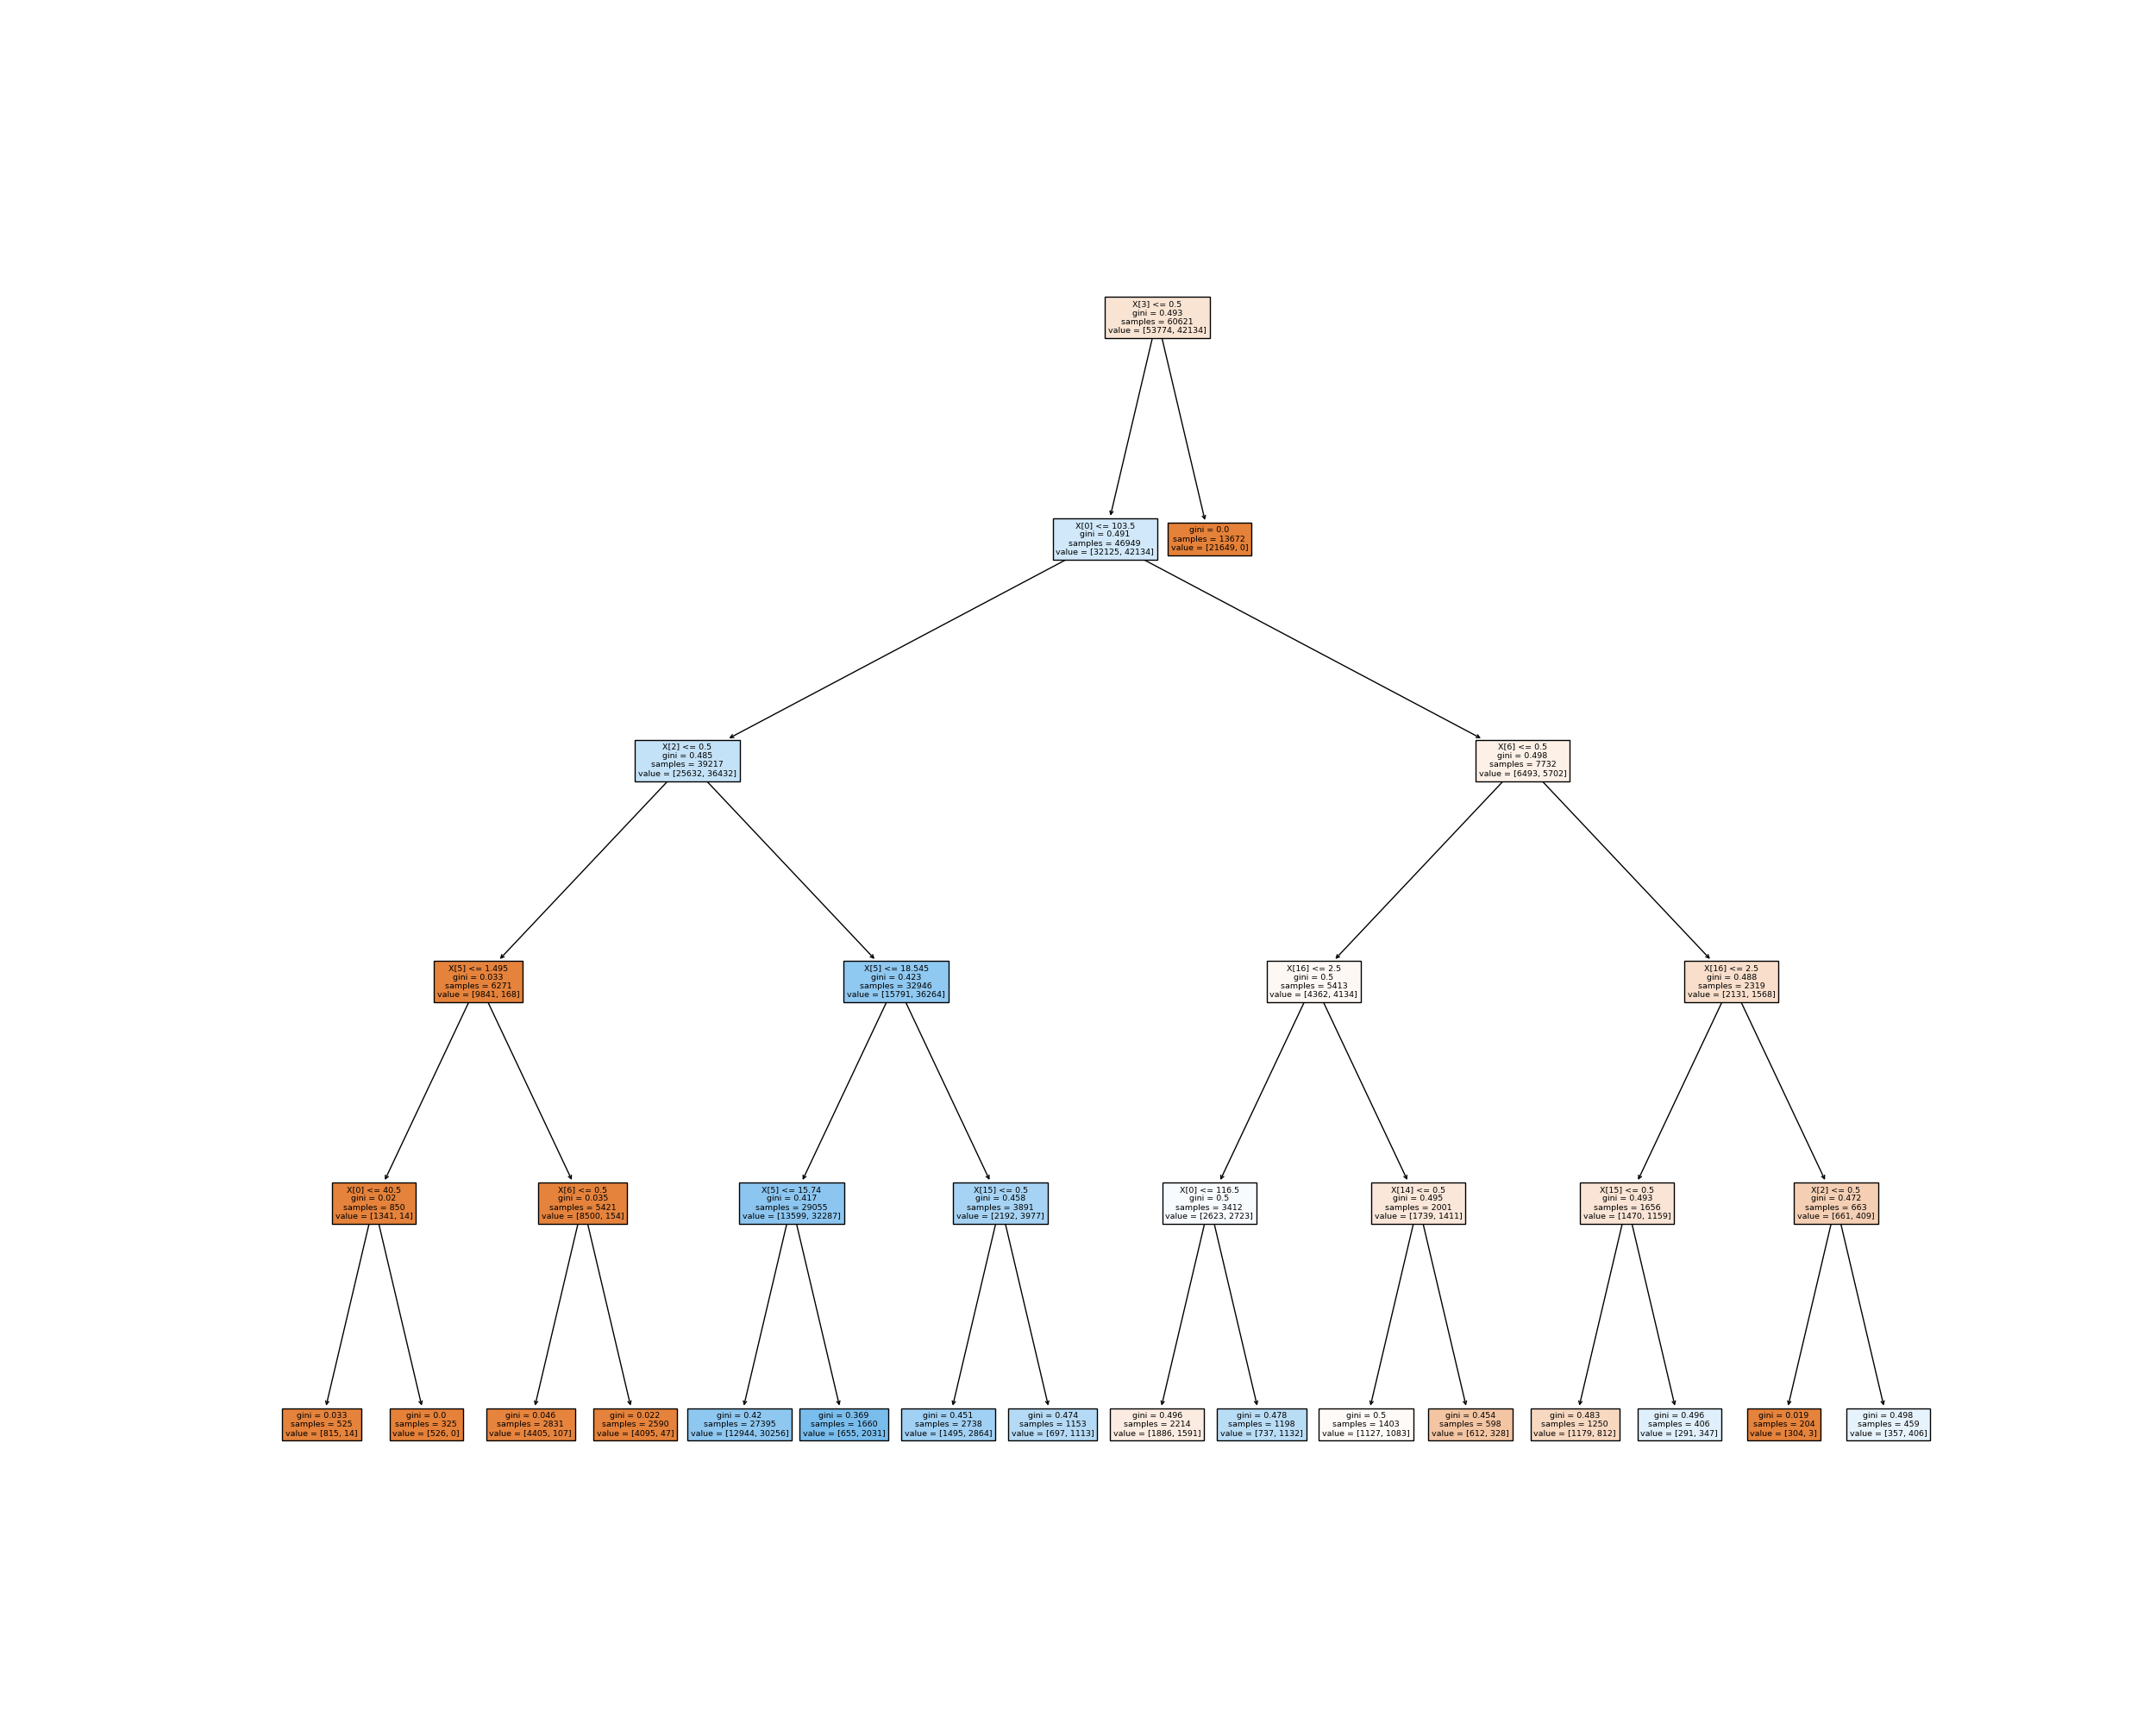 X[3] <= 0.5
gini = 0.493
samples = 60621
value = [53774, 42134]
X[0] <= 103.5
gini = 0.491
samples = 46949
value = [32125, 42134]
gini = 0.0
samples = 13672
value = [21649, 0]
X[2] <= 0.5
gini = 0.485
samples = 39217
value = [25632, 36432]
X[6] <= 0.5
gini = 0.498
samples = 7732
value = [6493, 5702]
X[5] <= 1.495
gini = 0.033
samples = 6271
value = [9841, 168]
X[5] <= 18.545
gini = 0.423
samples = 32946
value = [15791, 36264]
X[16] <= 2.5
gini = 0.5
samples = 5413
value = [4362, 4134]
X[16] <= 2.5
gini = 0.488
samples = 2319
value = [2131, 1568]
X[0] <= 40.5
gini = 0.02
samples = 850
value = [1341, 14]
X[6] <= 0.5
gini = 0.035
samples = 5421
value = [8500, 154]
X[5] <= 15.74
gini = 0.417
samples = 29055
value = [13599, 32287]
X[15] <= 0.5
gini = 0.458
samples = 3891
value = [2192, 3977]
X[0] <= 116.5
gini = 0.5
samples = 3412
value = [2623, 2723]
X[14] <= 0.5
gini = 0.495
samples = 2001
value = [1739, 1411]
X[15] <= 0.5
gini = 0.493
samples = 1656
value = [1470, 1159]
X[2] <= 0.5
gini = 0.472
samples = 663
value = [661, 409]
gini = 0.033
samples = 525
value = [815, 14]
gini = 0.0
samples = 325
value = [526, 0]
gini = 0.046
samples = 2831
value = [4405, 107]
gini = 0.022
samples = 2590
value = [4095, 47]
gini = 0.42
samples = 27395
value = [12944, 30256]
gini = 0.369
samples = 1660
value = [655, 2031]
gini = 0.451
samples = 2738
value = [1495, 2864]
gini = 0.474
samples = 1153
value = [697, 1113]
gini = 0.496
samples = 2214
value = [1886, 1591]
gini = 0.478
samples = 1198
value = [737, 1132]
gini = 0.5
samples = 1403
value = [1127, 1083]
gini = 0.454
samples = 598
value = [612, 328]
gini = 0.483
samples = 1250
value = [1179, 812]
gini = 0.496
samples = 406
value = [291, 347]
gini = 0.019
samples = 204
value = [304, 3]
gini = 0.498
samples = 459
value = [357, 406]